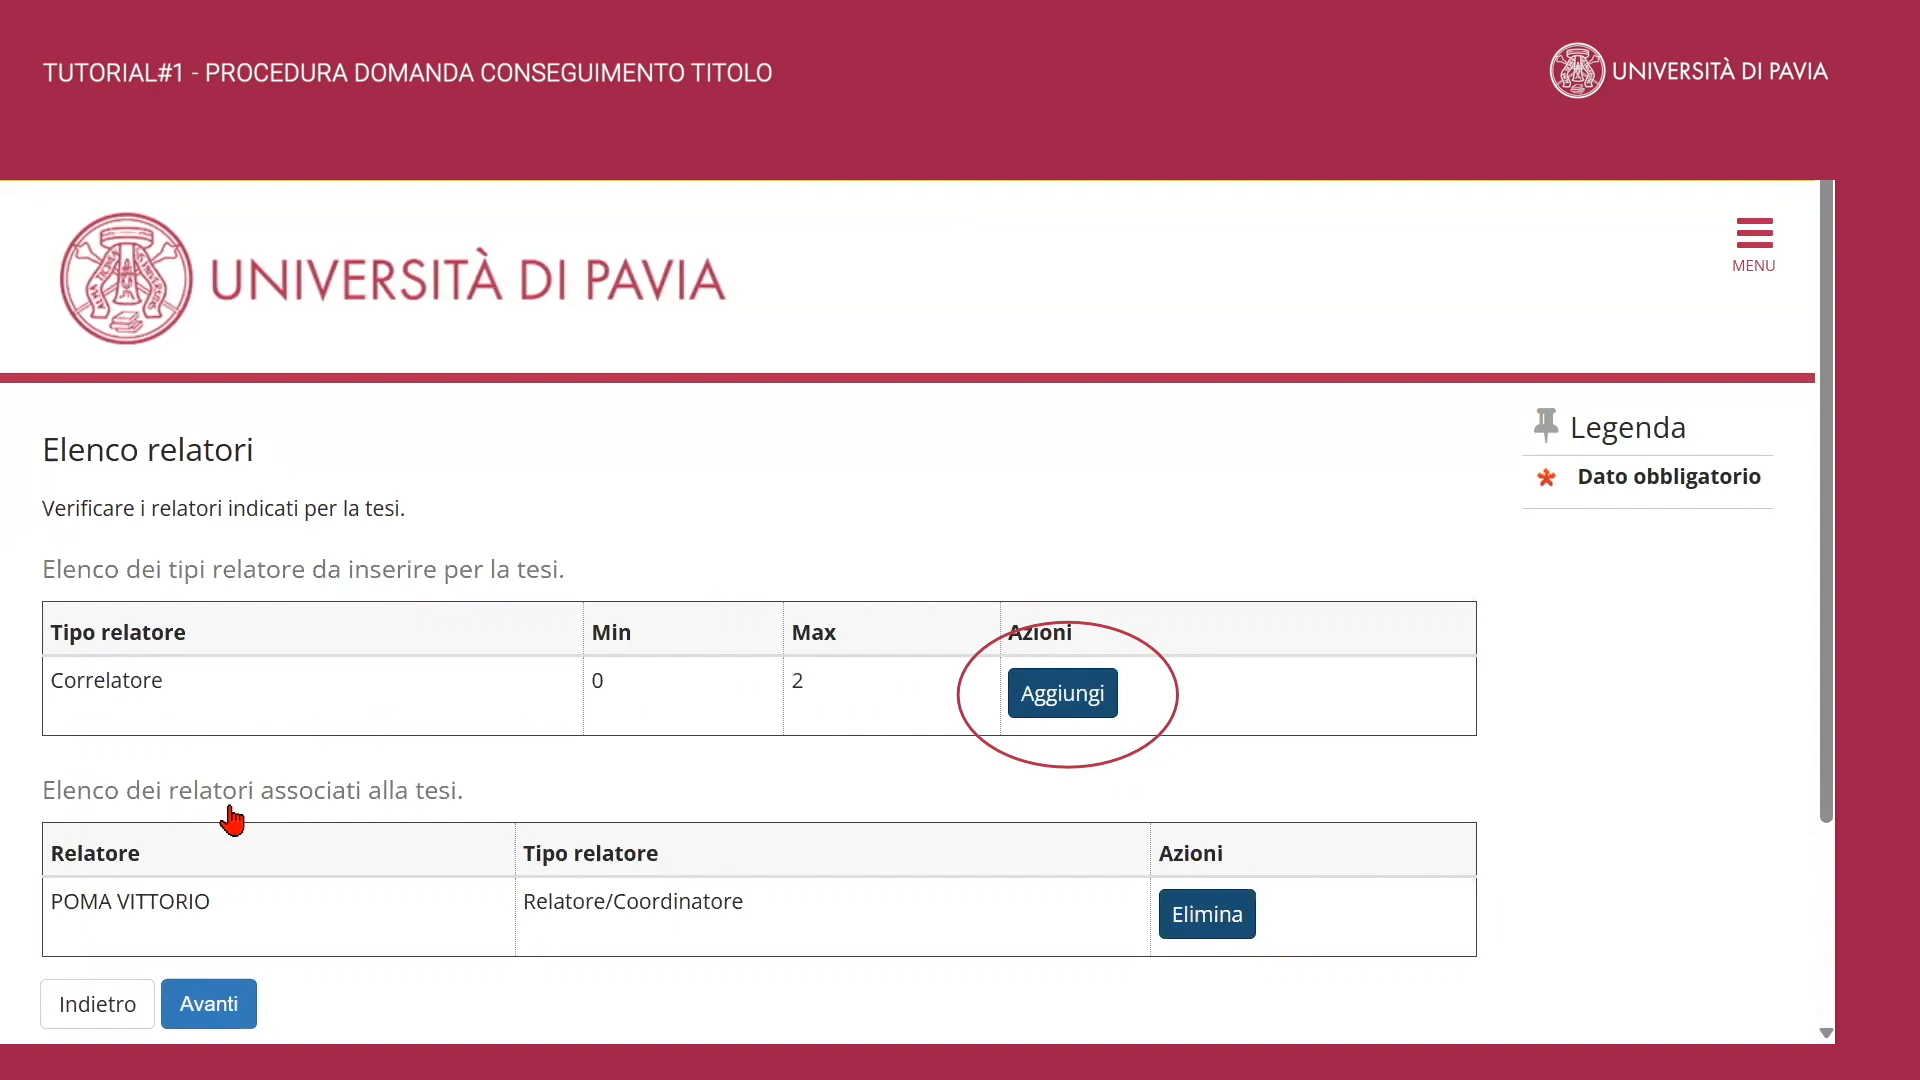 TUTORIAL#1 - PROCEDURA DOMANDA CONSEGUIMENTO TITOLO
UNIVERSITÀ DI PAVIA
UNIVERSITÀ DI PAVIA
MENU
Elenco relatori
Verificare i relatori indicati per la tesi.
Legenda
Dato obbligatorio
Elenco dei tipi relatore da inserire per la tesi.
Tipo relatore Min Max Azioni
Correlatore 0 2 Aggiungi
Elenco dei relatori associati alla tesi.
Relatore Tipo relatore Azioni
POMA VITTORIO Relatore/Coordinatore Elimina
Indietro Avanti